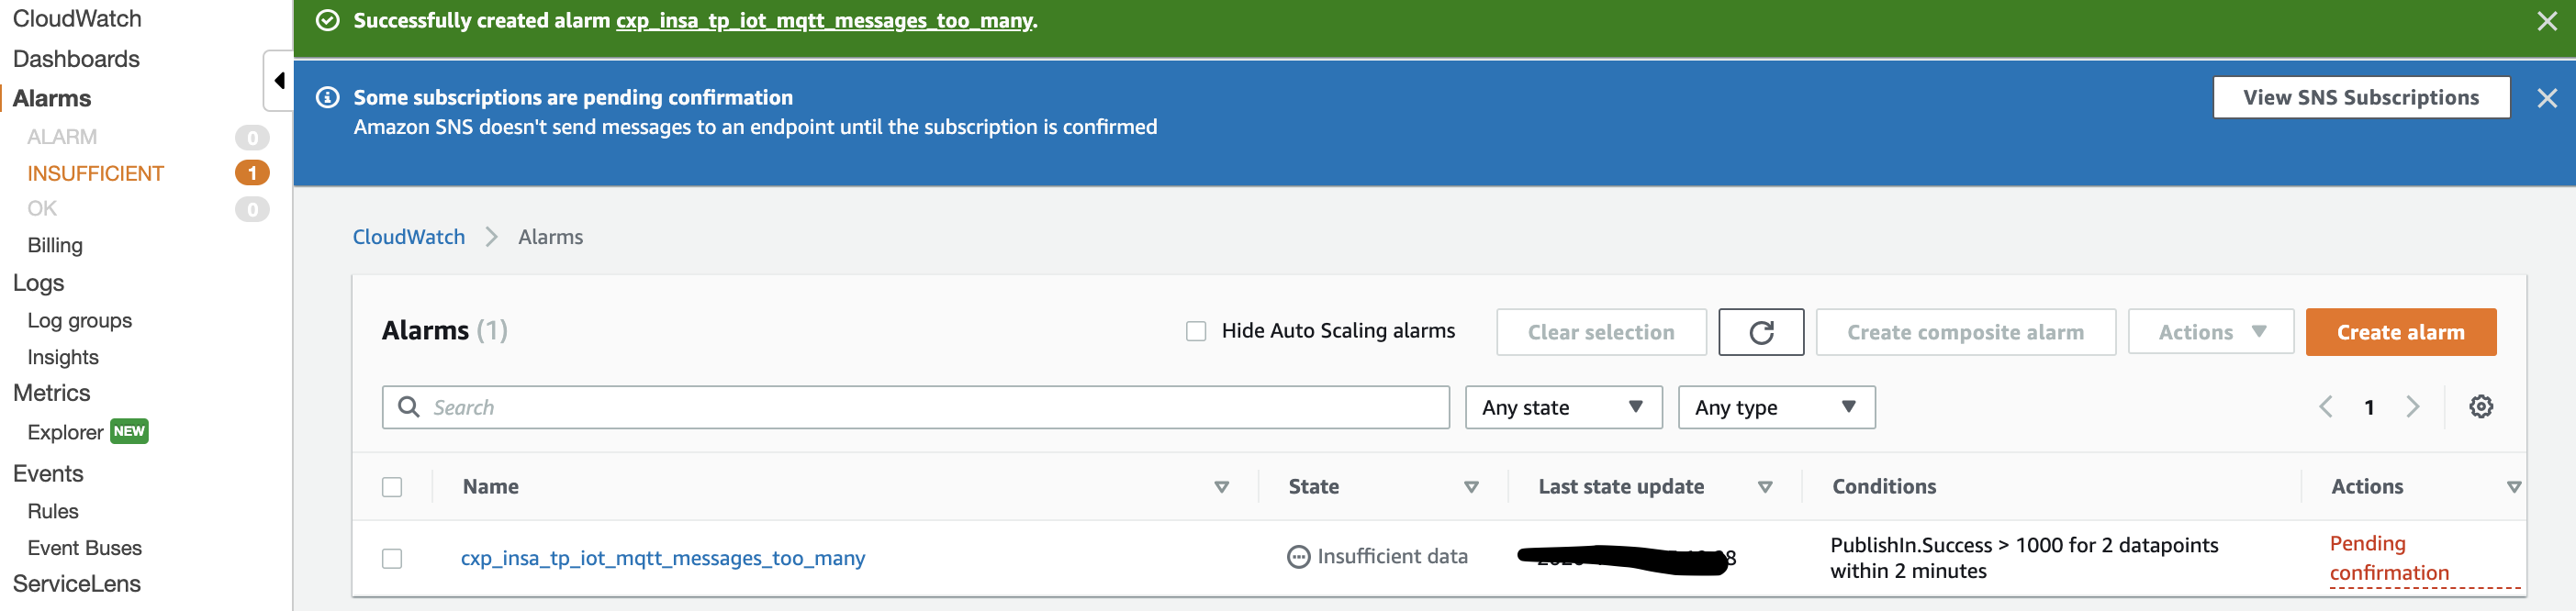 CloudWatch
Dashboards
Alarms
ALARM 0
INSUFFICIENT 1
OK 0
Billing
Logs
Log groups
Insights
Metrics
Explorer NEW
Events
Rules
Event Buses
ServiceLens
Successfully created alarm cxp_insa_tp_iot_mqtt_messages_too_many.
Some subscriptions are pending confirmation
Amazon SNS doesn't send messages to an endpoint until the subscription is confirmed
View SNS Subscriptions
CloudWatch > Alarms
Alarms (1)
Hide Auto Scaling alarms
Clear selection
Create composite alarm
Actions
Create alarm
Search
Any state
Any type
1
Name
State
Last state update
Conditions
Actions
cxp_insa_tp_iot_mqtt_messages_too_many
Insufficient data
PublishIn.Success > 1000 for 2 datapoints
within 2 minutes
Pending
confirmation